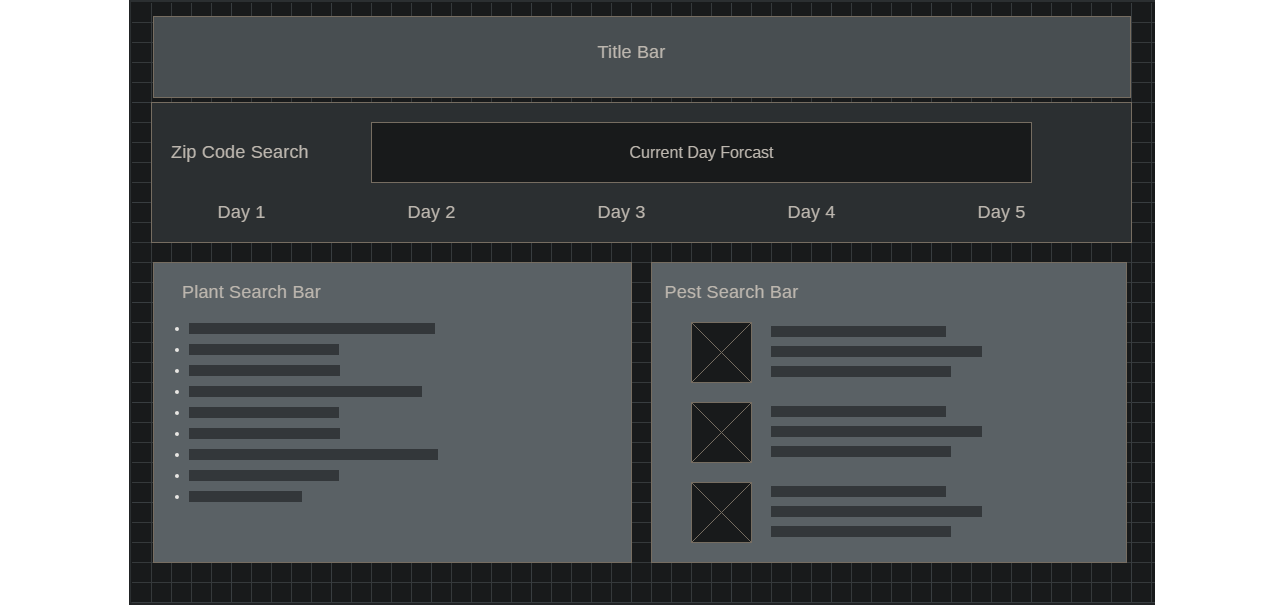 Title Bar
Zip Code Search
Current Day Forcast
Day 1
Day 2
Day 3
Day 4
Day 5
Plant Search Bar
Pest Search Bar